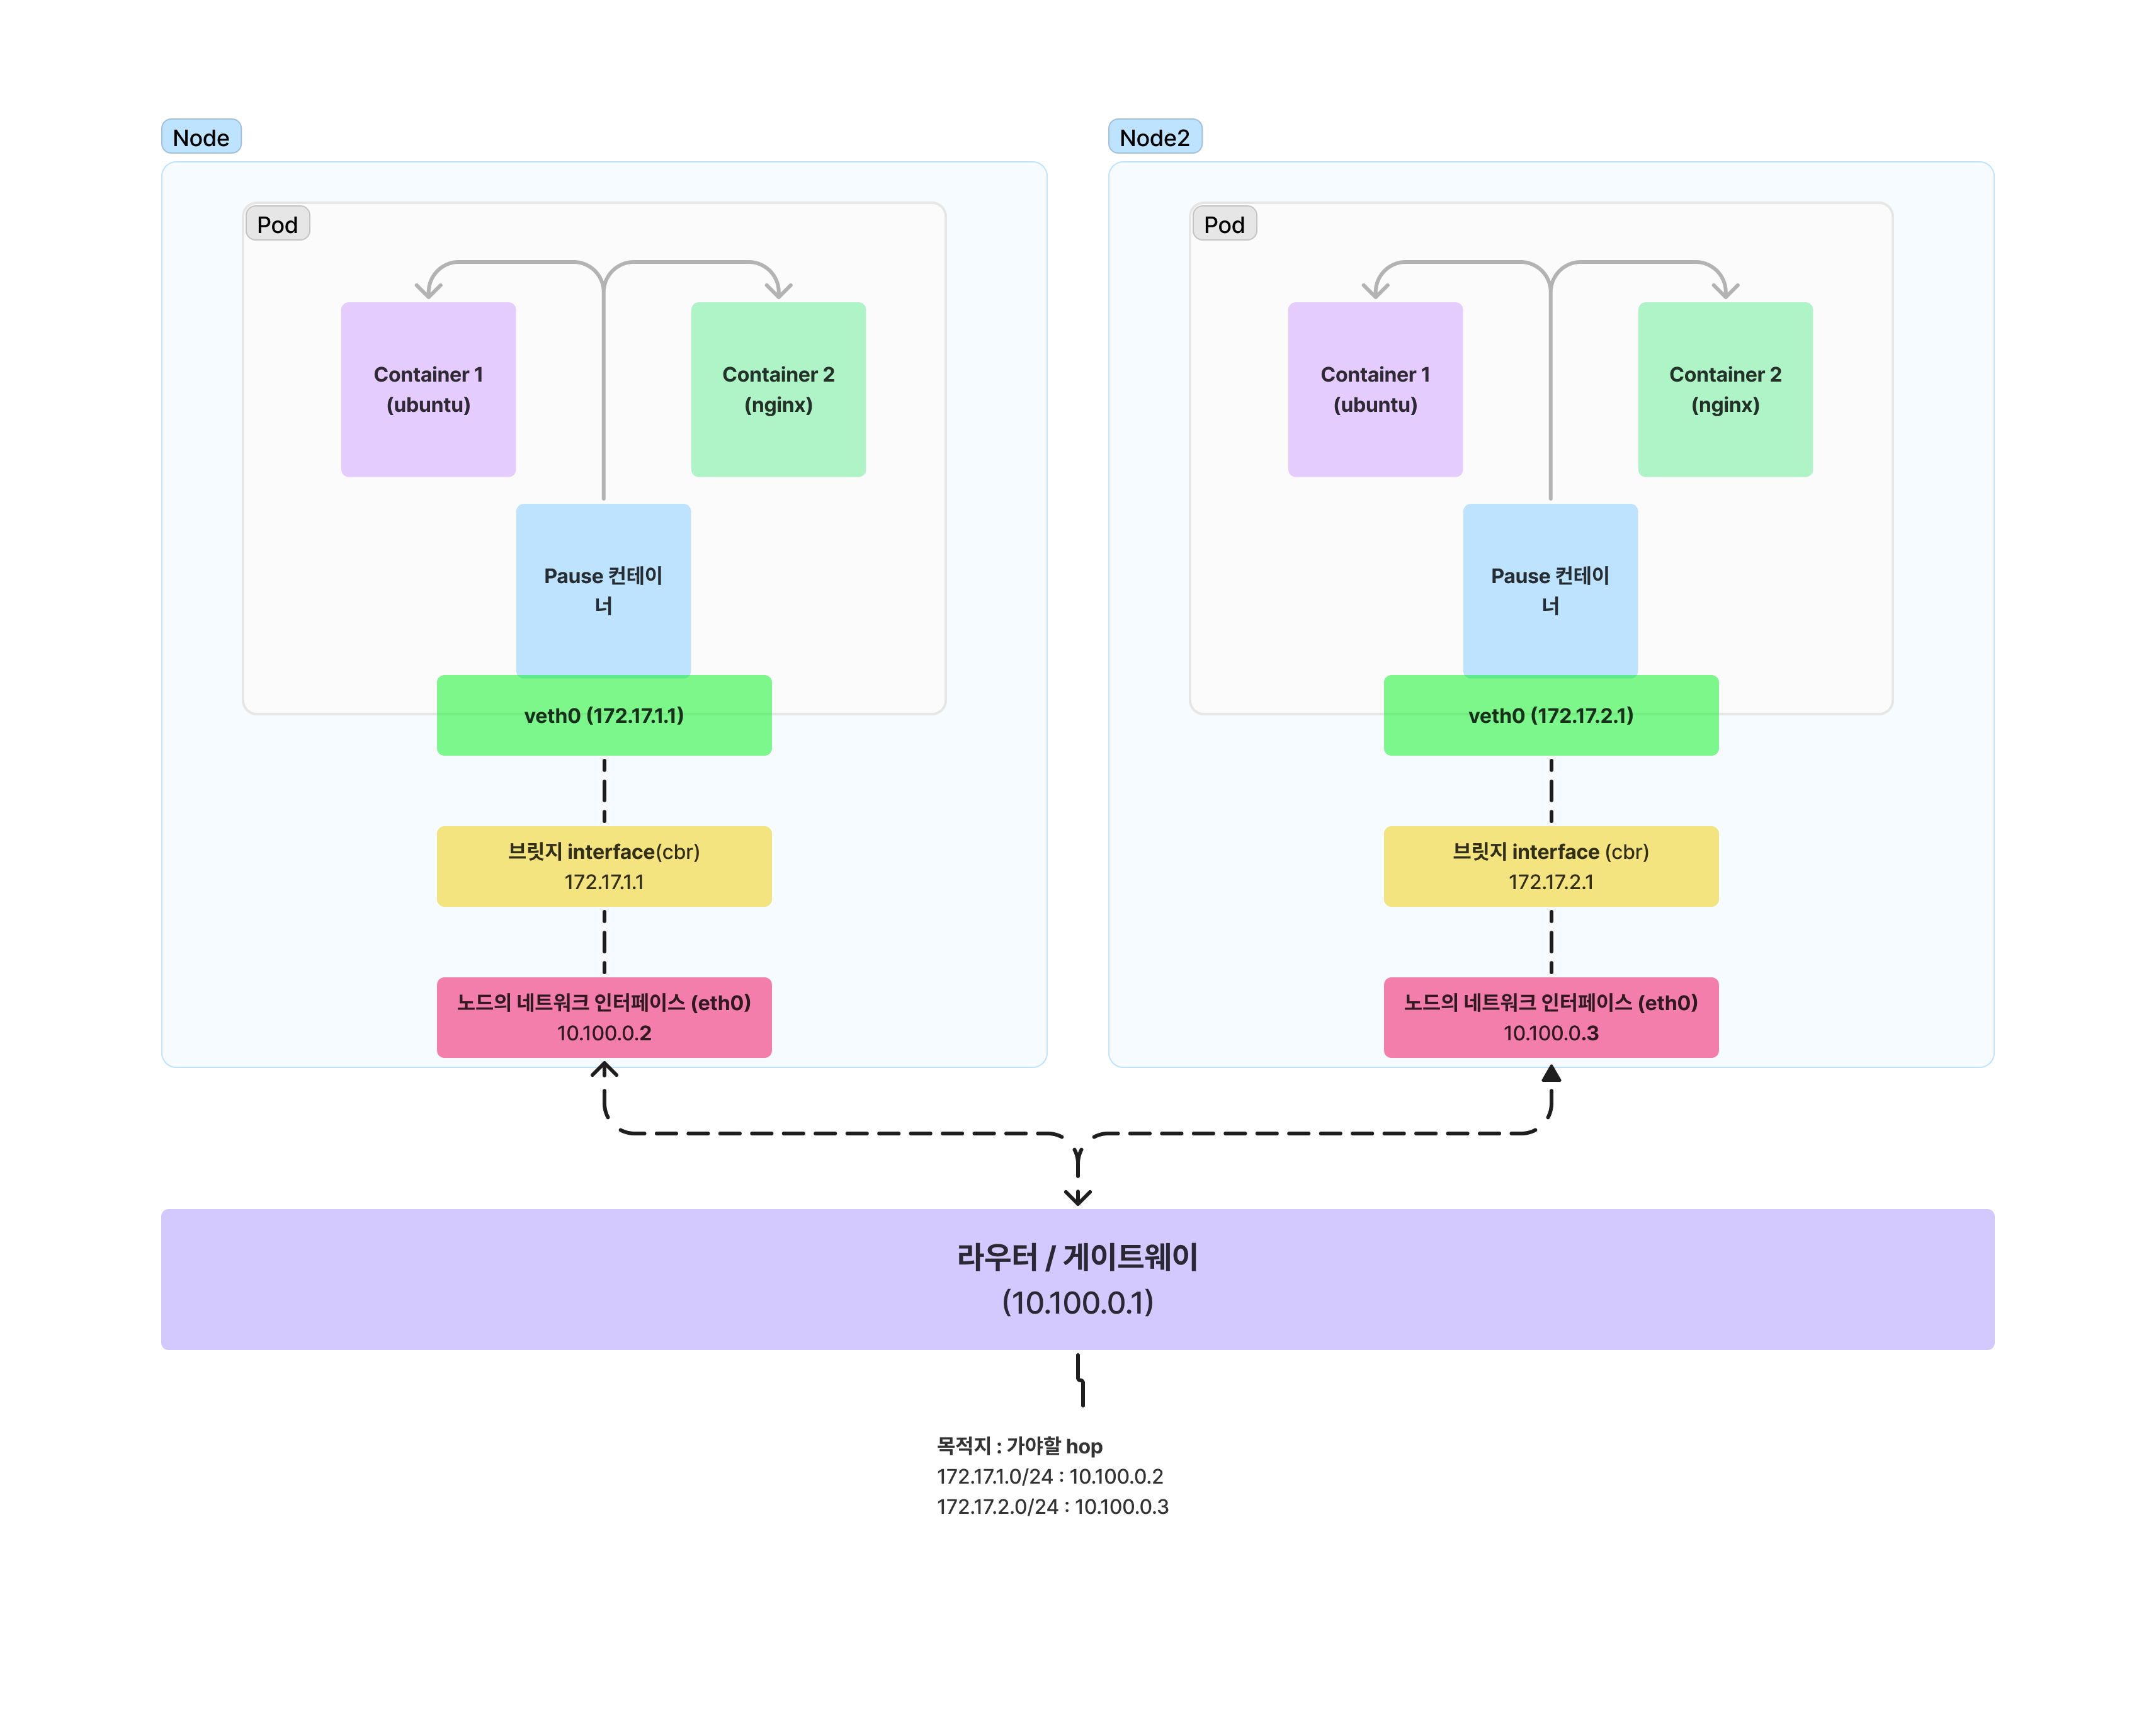 Node
Pod
Container 1
(ubuntu)
Container 2
(nginx)
Pause 컨테이
너
veth0 (172.17.1.1)
브릿지 interface(cbr)
172.17.1.1
노드의 네트워크 인터페이스 (eth0)
10.100.0.2
Node2
Pod
Container 1
(ubuntu)
Container 2
(nginx)
Pause 컨테이
너
veth0 (172.17.2.1)
브릿지 interface (cbr)
172.17.2.1
노드의 네트워크 인터페이스 (eth0)
10.100.0.3
라우터 / 게이트웨이
(10.100.0.1)
목적지 : 가야할 hop
172.17.1.0/24 : 10.100.0.2
172.17.2.0/24 : 10.100.0.3